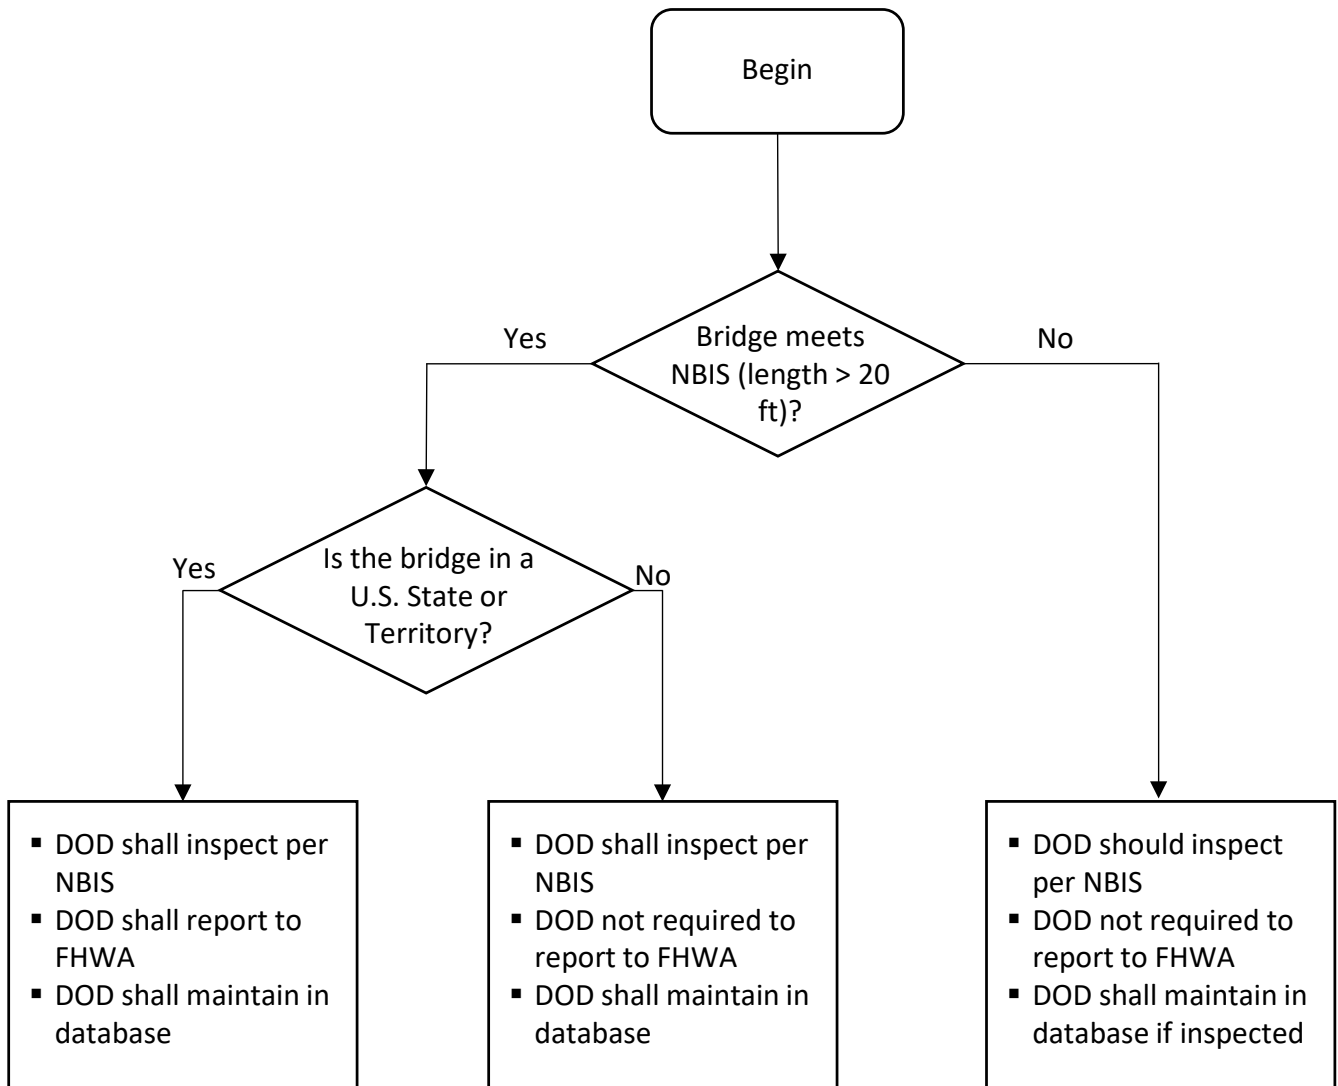 Begin
Yes
Bridge meets
NBIS (length > 20
ft)?
No
Yes
Is the bridge in a
U.S. State or
Territory?
No
▪ DOD shall inspect per
NBIS
▪ DOD shall report to
FHWA
▪ DOD shall maintain in
database
▪ DOD shall inspect per
NBIS
▪ DOD not required to
report to FHWA
▪ DOD shall maintain in
database
▪ DOD should inspect
per NBIS
▪ DOD not required to
report to FHWA
▪ DOD shall maintain in
database if inspected